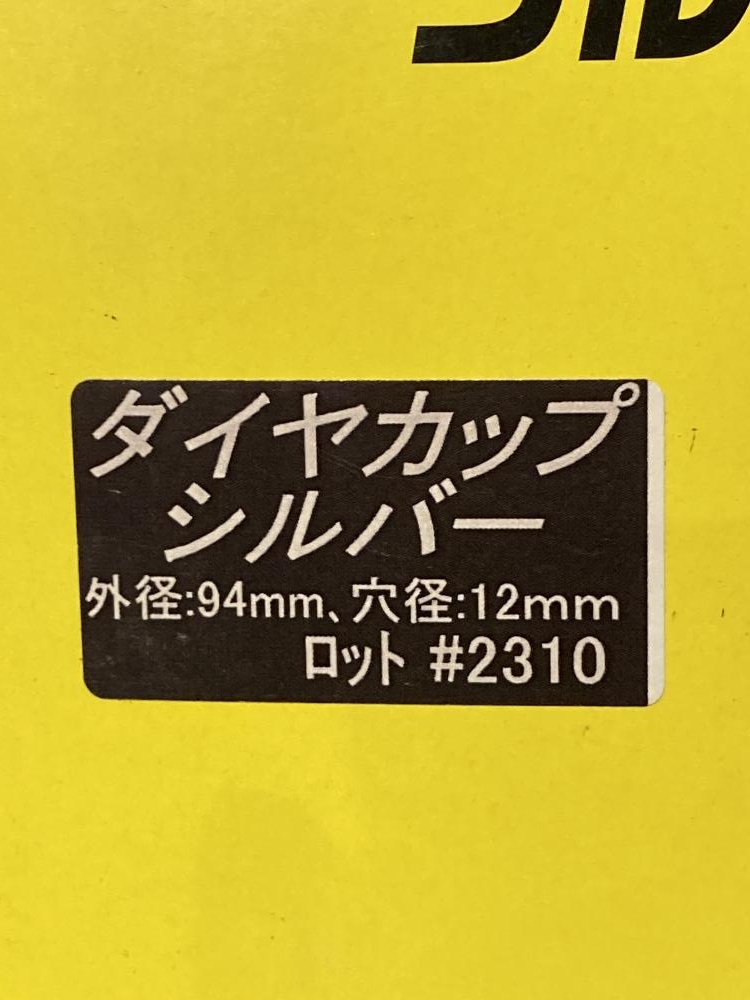 ダイヤカップ
シルバー
外径:94mm、穴径:12mm
ロット #2310